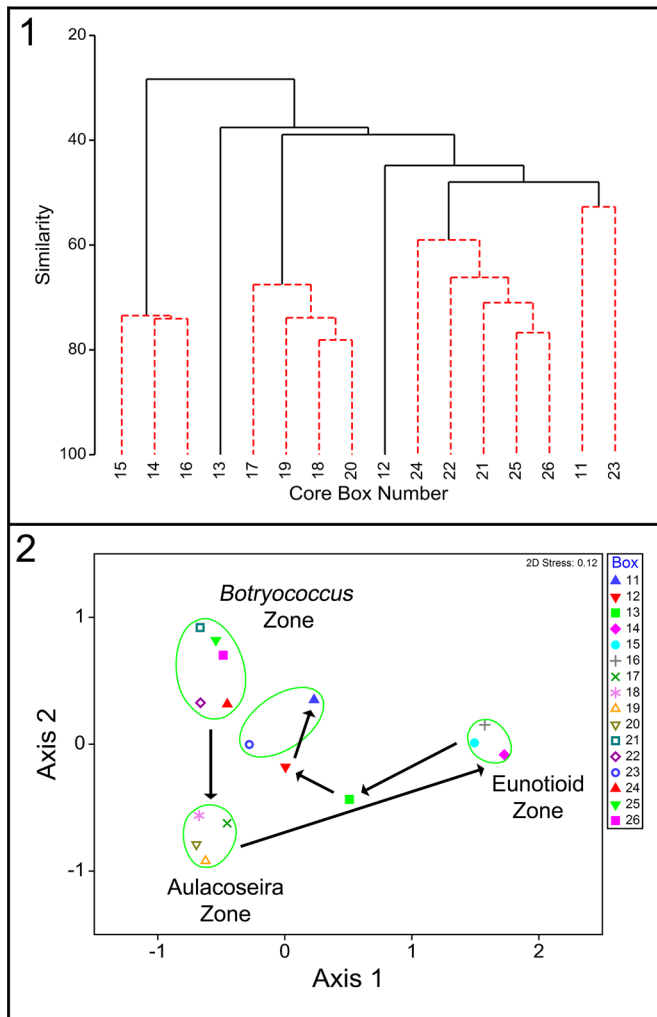 1
20
40
60
80
100
Similarity
15 14 16 13 17 19 18 20 12 24 22 21 25 26 11 23
Core Box Number
2
2D Stress: 0.12
Botryococcus
Zone
Eunotioid
Zone
Aulacoseira
Zone
1
0
-1
Axis 2
-1 0 1 2
Axis 1
Box
11
12
13
14
15
16
17
18
19
20
21
22
23
24
25
26